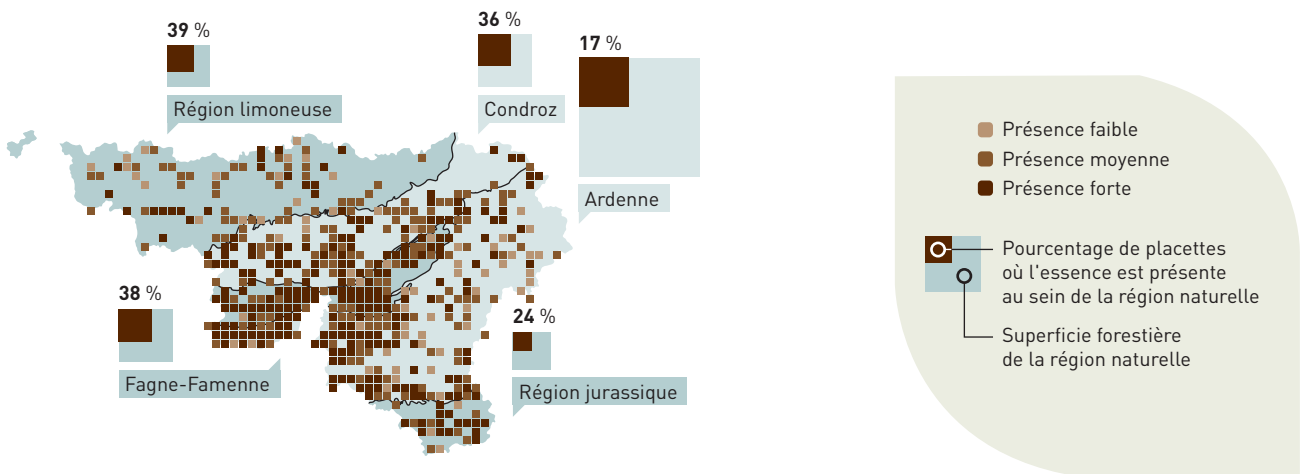 39 %
Région limoneuse
36 %
Condroz
17 %
Ardenne
38 %
Fagne-Famenne
24 %
Région jurassique
Présence faible
Présence moyenne
Présence forte
Pourcentage de placettes
où l'essence est présente
au sein de la région naturelle
Superficie forestière
de la région naturelle